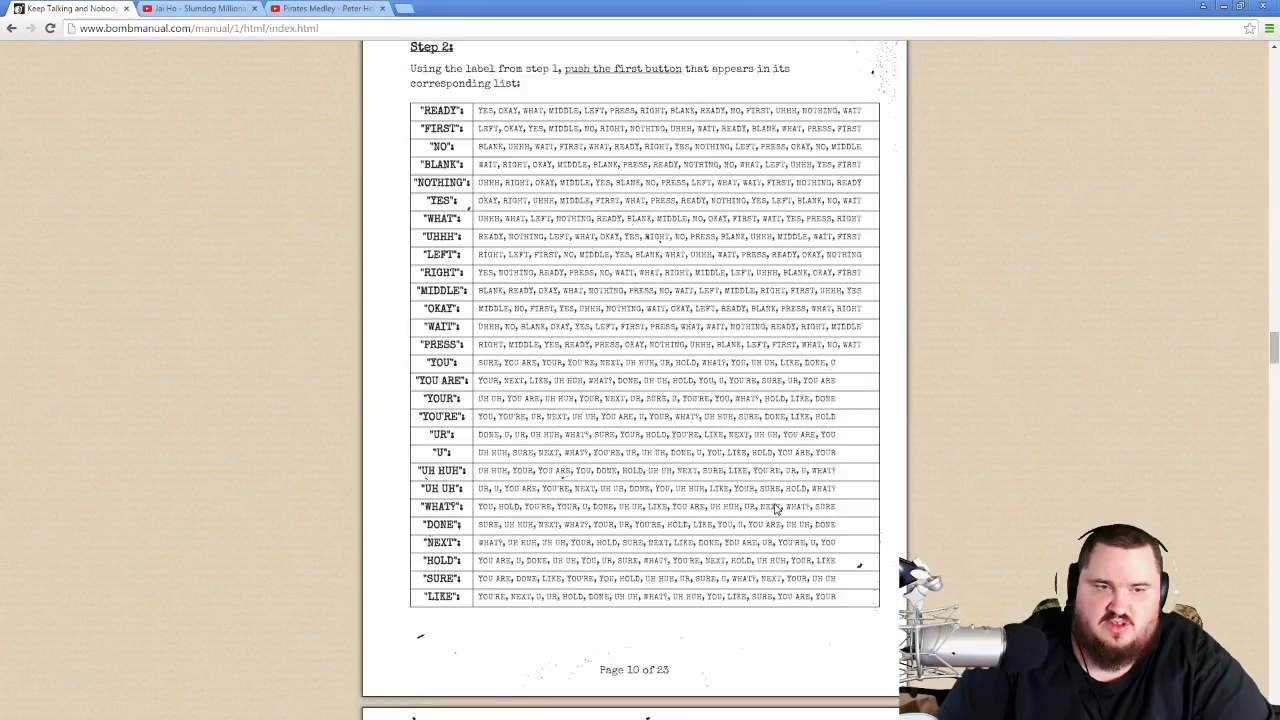 Keep Talking and Nobody
Jai Ho - Slumdog Milliona
Pirates Medley - Peter Ho
www.bombmanual.com/manual/1/html/index.html
Step 2:
Using the label from step 1, push the first button that appears in its
corresponding list:
"READY": YES, OKAY, WHAT, MIDDLE, LEFT, PRESS, RIGHT, BLANK, READY, NO, FIRST, UHHH, NOTHING, WAIT
"FIRST": LEFT, OKAY, YES, MIDDLE, NO, RIGHT, NOTHING, UHHH, WAIT, READY, BLANK, WHAT, PRESS, FIRST
"NO": BLANK, UHHH, WAIT, FIRST, WHAT, READY, RIGHT, YES, NOTHING, LEFT, PRESS, OKAY, NO, MIDDLE
"BLANK": WAIT, RIGHT, OKAY, MIDDLE, BLANK, PRESS, READY, NOTHING, NO, WHAT, LEFT, UHHH, YES, FIRST
"NOTHING": UHHH, RIGHT, OKAY, MIDDLE, YES, BLANK, NO, PRESS, LEFT, WHAT, WAIT, FIRST, NOTHING, READY
"YES": OKAY, RIGHT, UHHH, MIDDLE, FIRST, WHAT, PRESS, READY, NOTHING, YES, LEFT, BLANK, NO, WAIT
"WHAT": UHHH, WHAT, LEFT, NOTHING, READY, BLANK, MIDDLE, NO, OKAY, FIRST, WAIT, YES, PRESS, RIGHT
"UHHH": READY, NOTHING, LEFT, WHAT, OKAY, YES, RIGHT, NO, PRESS, BLANK, UHHH, MIDDLE, WAIT, FIRST
"LEFT": RIGHT, LEFT, FIRST, NO, MIDDLE, YES, BLANK, WHAT, UHHH, WAIT, PRESS, READY, OKAY, NOTHING
"RIGHT": YES, NOTHING, READY, PRESS, NO, WAIT, WHAT, RIGHT, MIDDLE, LEFT, UHHH, BLANK, OKAY, FIRST
"MIDDLE": BLANK, READY, OKAY, WHAT, NOTHING, PRESS, NO, WAIT, LEFT, MIDDLE, RIGHT, FIRST, UHHH, YES
"OKAY": MIDDLE, NO, FIRST, YES, UHHH, NOTHING, WAIT, OKAY, LEFT, READY, BLANK, PRESS, WHAT, RIGHT
"WAIT": UHHH, NO, BLANK, OKAY, YES, LEFT, FIRST, PRESS, WHAT, WAIT, NOTHING, READY, RIGHT, MIDDLE
"PRESS": RIGHT, MIDDLE, YES, READY, PRESS, OKAY, NOTHING, UHHH, BLANK, LEFT, FIRST, WHAT, NO, WAIT
"YOU": SURE, YOU ARE, YOUR, YOU'RE, NEXT, UH HUH, UR, HOLD, WHAT?, YOU, UH UH, LIKE, DONE, U
"YOU ARE": YOUR, NEXT, LIKE, UH HUH, WHAT?, DONE, UH UH, HOLD, YOU, U, YOU'RE, SURE, UR, YOU ARE
"YOUR": UH UH, YOU ARE, UH HUH, YOUR, NEXT, UR, SURE, U, YOU'RE, YOU, WHAT?, HOLD, LIKE, DONE
"YOU'RE": YOU, YOU'RE, UR, NEXT, UH UH, YOU ARE, U, YOUR, WHAT?, UH HUH, SURE, DONE, LIKE, HOLD
"UR": DONE, U, UR, UH HUH, WHAT?, SURE, YOUR, HOLD, YOU'RE, LIKE, NEXT, UH UH, YOU ARE, YOU
"U": UH HUH, SURE, NEXT, WHAT?, YOU'RE, UR, UH UH, DONE, U, YOU, LIKE, HOLD, YOU ARE, YOUR
"UH HUH": UH HUH, YOUR, YOU ARE, YOU, DONE, HOLD, UH UH, NEXT, SURE, LIKE, YOU'RE, UR, U, WHAT?
"UH UH": UR, U, YOU ARE, YOU'RE, NEXT, UH UH, DONE, YOU, UH HUH, LIKE, YOUR, SURE, HOLD, WHAT?
"WHAT?": YOU, HOLD, YOU'RE, YOUR, U, DONE, UH UH, LIKE, YOU ARE, UH HUH, UR, NEXT, WHAT?, SURE
"DONE": SURE, UH HUH, NEXT, WHAT?, YOUR, UR, YOU'RE, HOLD, LIKE, YOU, U, YOU ARE, UH UH, DONE
"NEXT": WHAT?, UH HUH, UH UH, YOUR, HOLD, SURE, NEXT, LIKE, DONE, YOU ARE, UR, YOU'RE, U, YOU
"HOLD": YOU ARE, U, DONE, UH UH, YOU, UR, SURE, WHAT?, YOU'RE, NEXT, HOLD, UH HUH, YOUR, LIKE
"SURE": YOU ARE, DONE, LIKE, YOU'RE, YOU, HOLD, UH HUH, UR, SURE, U, WHAT?, NEXT, YOUR, UH UH
"LIKE": YOU'RE, NEXT, U, UR, HOLD, DONE, UH UH, WHAT?, UH HUH, YOU, LIKE, SURE, YOU ARE, YOUR
Page 10 of 23